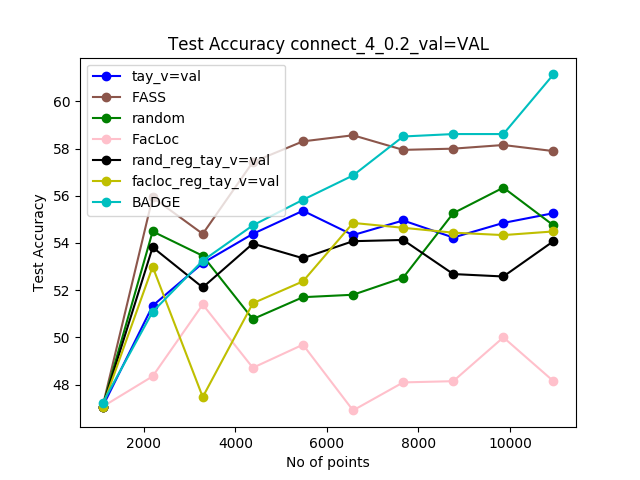 Test Accuracy connect_4_0.2_val=VAL
tay_v=val
FASS
random
FacLoc
rand_reg_tay_v=val
facloc_reg_tay_v=val
BADGE
Test Accuracy
60
58
56
54
52
50
48
2000
4000
6000
8000
10000
No of points